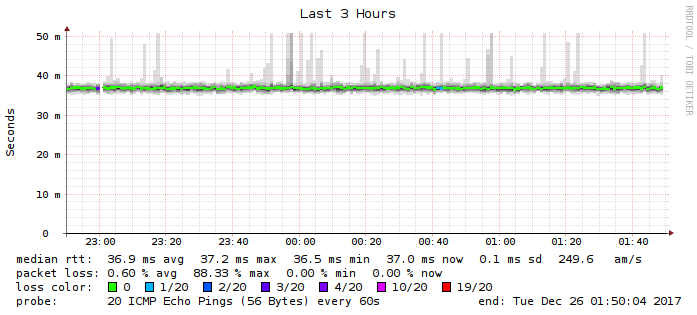 Last 3 Hours
RRDTOOL / TOBI OETIKER
Seconds
50 m
40 m
30 m
20 m
10 m
0
23:00 23:20 23:40 00:00 00:20 00:40 01:00 01:20 01:40
median rtt: 36.9 ms avg 37.2 ms max 36.5 ms min 37.0 ms now 0.1 ms sd 249.6 am/s
packet loss: 0.60 % avg 88.33 % max 0.00 % min 0.00 % now
loss color: 0 1/20 2/20 3/20 4/20 10/20 19/20
probe: 20 ICMP Echo Pings (56 Bytes) every 60s end: Tue Dec 26 01:50:04 2017